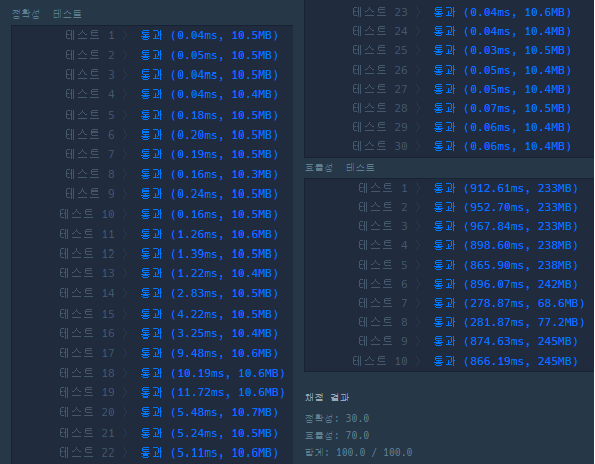 정확성 테스트
테스트 1 〉 통과 (0.04ms, 10.5MB)
테스트 2 〉 통과 (0.05ms, 10.5MB)
테스트 3 〉 통과 (0.04ms, 10.5MB)
테스트 4 〉 통과 (0.04ms, 10.4MB)
테스트 5 〉 통과 (0.18ms, 10.5MB)
테스트 6 〉 통과 (0.20ms, 10.5MB)
테스트 7 〉 통과 (0.19ms, 10.5MB)
테스트 8 〉 통과 (0.16ms, 10.3MB)
테스트 9 〉 통과 (0.24ms, 10.5MB)
테스트 10 〉 통과 (0.16ms, 10.5MB)
테스트 11 〉 통과 (1.26ms, 10.6MB)
테스트 12 〉 통과 (1.39ms, 10.5MB)
테스트 13 〉 통과 (1.22ms, 10.4MB)
테스트 14 〉 통과 (2.83ms, 10.5MB)
테스트 15 〉 통과 (4.22ms, 10.5MB)
테스트 16 〉 통과 (3.25ms, 10.4MB)
테스트 17 〉 통과 (9.48ms, 10.6MB)
테스트 18 〉 통과 (10.19ms, 10.6MB)
테스트 19 〉 통과 (11.72ms, 10.6MB)
테스트 20 〉 통과 (5.48ms, 10.7MB)
테스트 21 〉 통과 (5.24ms, 10.5MB)
테스트 22 〉 통과 (5.11ms, 10.6MB)
테스트 23 〉 통과 (0.04ms, 10.6MB)
테스트 24 〉 통과 (0.04ms, 10.5MB)
테스트 25 〉 통과 (0.03ms, 10.5MB)
테스트 26 〉 통과 (0.05ms, 10.4MB)
테스트 27 〉 통과 (0.05ms, 10.4MB)
테스트 28 〉 통과 (0.07ms, 10.5MB)
테스트 29 〉 통과 (0.06ms, 10.4MB)
테스트 30 〉 통과 (0.06ms, 10.4MB)
효율성 테스트
테스트 1 〉 통과 (912.61ms, 233MB)
테스트 2 〉 통과 (952.70ms, 233MB)
테스트 3 〉 통과 (967.84ms, 233MB)
테스트 4 〉 통과 (898.60ms, 238MB)
테스트 5 〉 통과 (865.90ms, 238MB)
테스트 6 〉 통과 (896.07ms, 242MB)
테스트 7 〉 통과 (278.87ms, 68.6MB)
테스트 8 〉 통과 (281.87ms, 77.2MB)
테스트 9 〉 통과 (874.63ms, 245MB)
테스트 10 〉 통과 (866.19ms, 245MB)
채점 결과
정확성: 30.0
효율성: 70.0
합계: 100.0 / 100.0